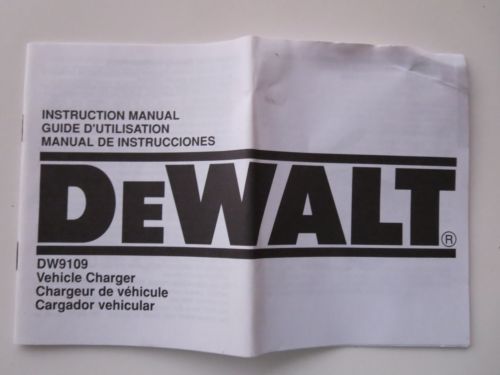 INSTRUCTION MANUAL
GUIDE D'UTILISATION
MANUAL DE INSTRUCCIONES
DEWALT®
DW9109
Vehicle Charger
Chargeur de véhicule
Cargador vehicular